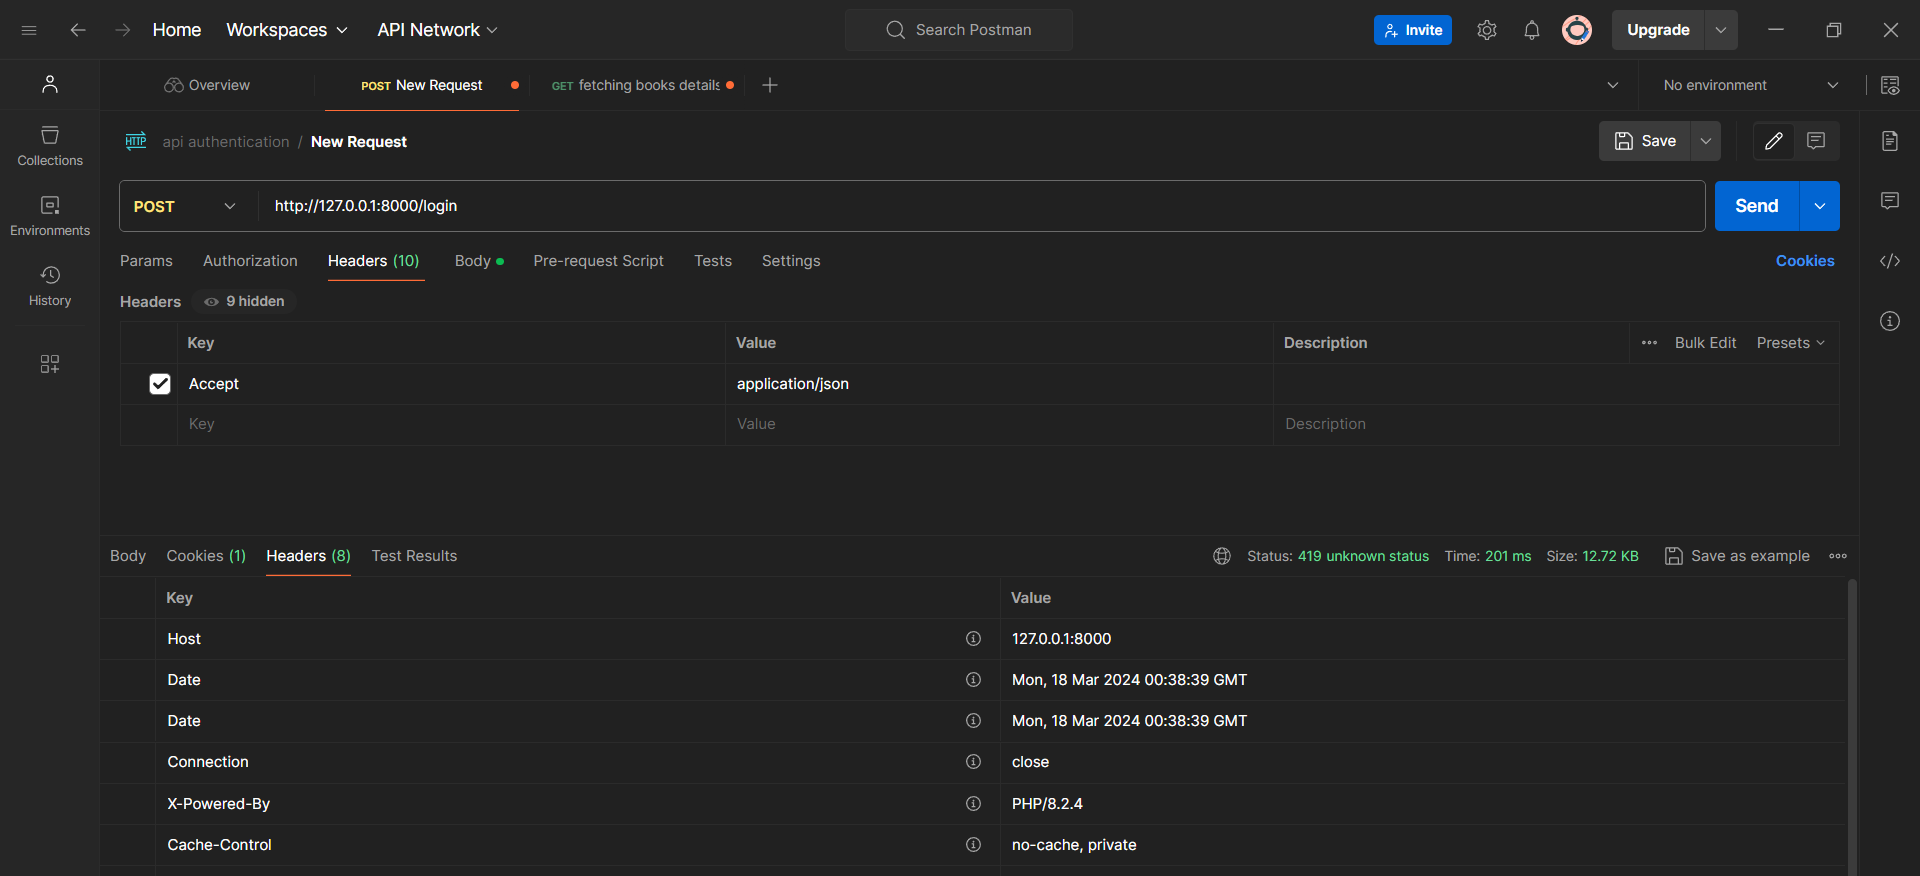 Home Workspaces API Network Search Postman Invite Upgrade
Overview POST New Request GET fetching books details No environment
HTTP api authentication / New Request Save
Collections
POST http://127.0.0.1:8000/login Send
Environments
Params Authorization Headers (10) Body Pre-request Script Tests Settings Cookies
History
Headers 9 hidden
Key Value Description Bulk Edit Presets
Accept application/json
Key Value Description
Body Cookies (1) Headers (8) Test Results Status: 419 unknown status Time: 201 ms Size: 12.72 KB Save as example
Key Value
Host 127.0.0.1:8000
Date Mon, 18 Mar 2024 00:38:39 GMT
Date Mon, 18 Mar 2024 00:38:39 GMT
Connection close
X-Powered-By PHP/8.2.4
Cache-Control no-cache, private